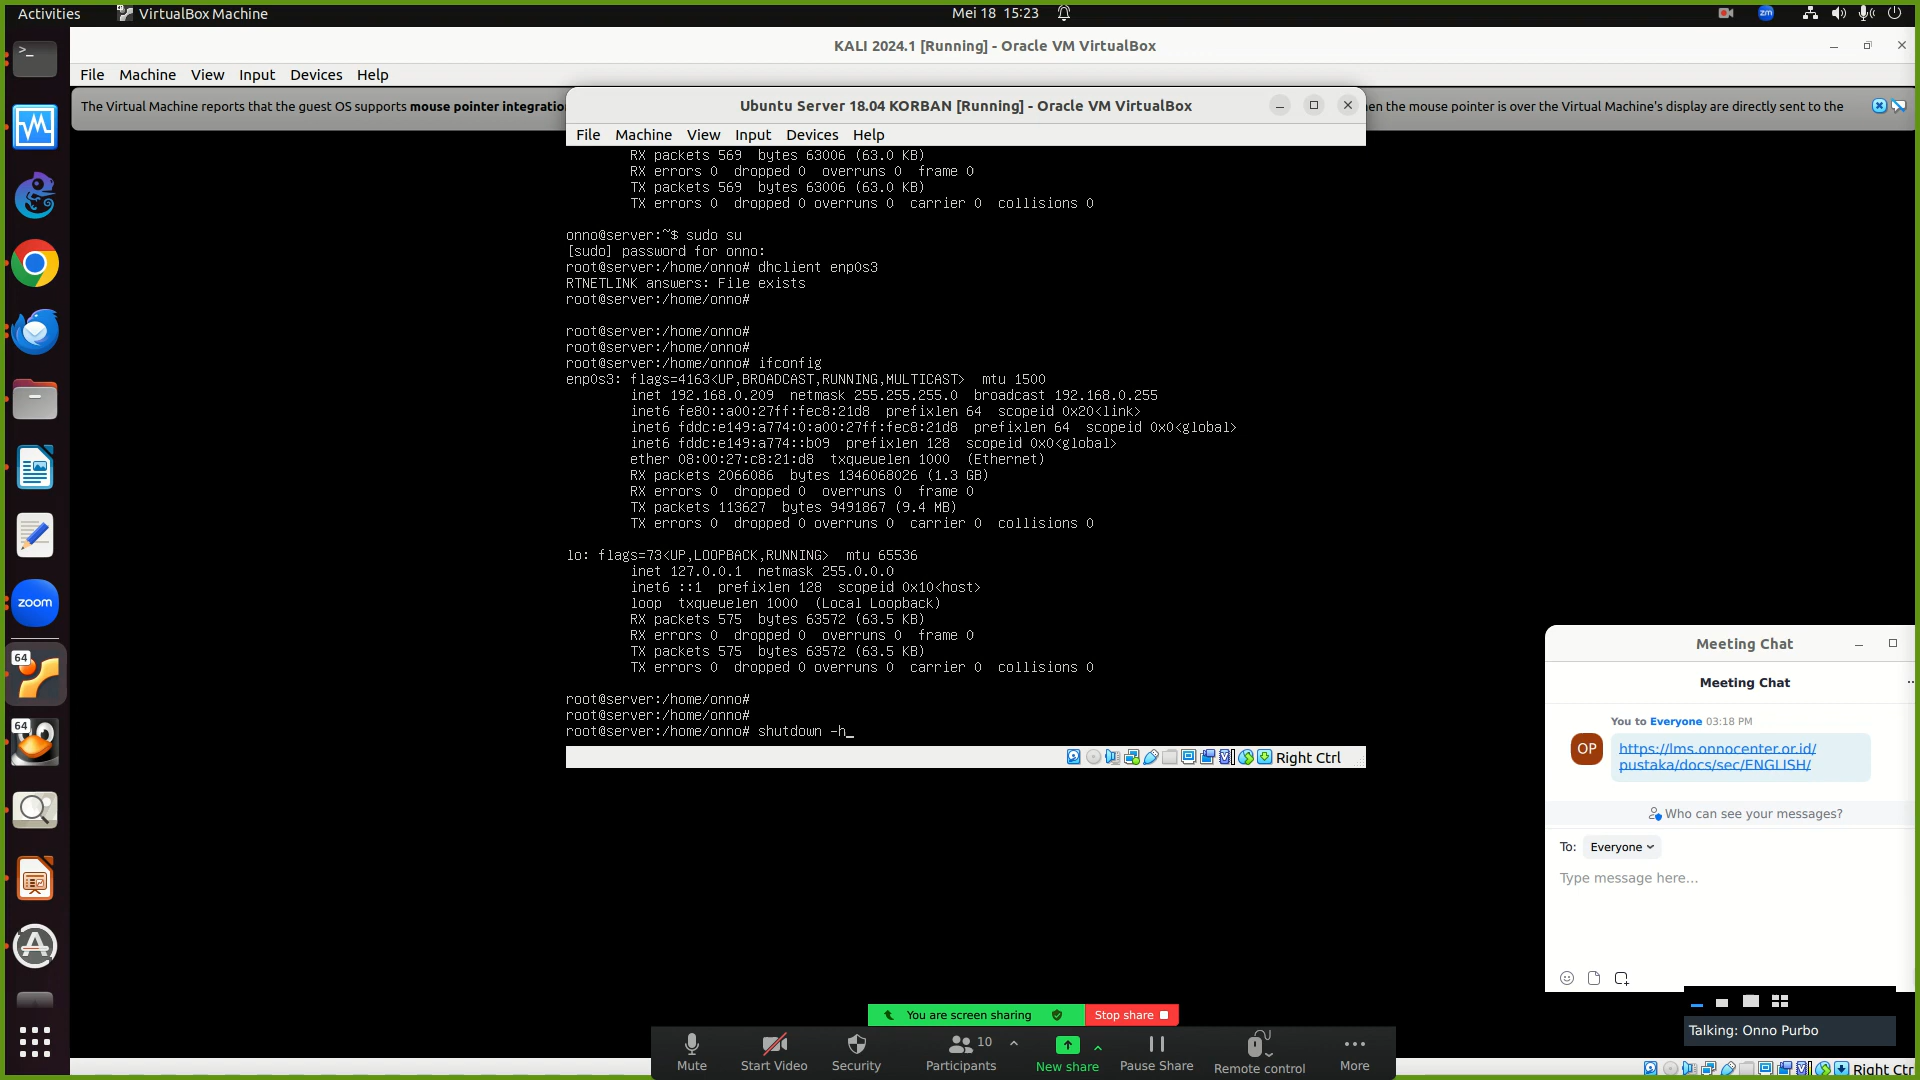 Activities
VirtualBox Machine
Mei 18 15:23
zm
KALI 2024.1 [Running] - Oracle VM VirtualBox
File Machine View Input Devices Help
The Virtual Machine reports that the guest OS supports mouse pointer integratio
en the mouse pointer is over the Virtual Machine's display are directly sent to the
Ubuntu Server 18.04 KORBAN [Running] - Oracle VM VirtualBox
File Machine View Input Devices Help
RX packets 569 bytes 63006 (63.0 KB)
RX errors 0 dropped 0 overruns 0 frame 0
TX packets 569 bytes 63006 (63.0 KB)
TX errors 0 dropped 0 overruns 0 carrier 0 collisions 0
onno@server:~$ sudo su
[sudo] password for onno:
root@server:/home/onno# dhclient enp0s3
RTNETLINK answers: File exists
root@server:/home/onno#
root@server:/home/onno#
root@server:/home/onno#
root@server:/home/onno# ifconfig
enp0s3: flags=4163<UP,BROADCAST,RUNNING,MULTICAST> mtu 1500
inet 192.168.0.209 netmask 255.255.255.0 broadcast 192.168.0.255
inet6 fe80::a00:27ff:fec8:21d8 prefixlen 64 scopeid 0x20<link>
inet6 fddc:e149:a774:0:a00:27ff:fec8:21d8 prefixlen 64 scopeid 0x0<global>
inet6 fddc:e149:a774::b09 prefixlen 128 scopeid 0x0<global>
ether 08:00:27:c8:21:d8 txqueuelen 1000 (Ethernet)
RX packets 2066086 bytes 1346068026 (1.3 GB)
RX errors 0 dropped 0 overruns 0 frame 0
TX packets 113627 bytes 9491867 (9.4 MB)
TX errors 0 dropped 0 overruns 0 carrier 0 collisions 0
lo: flags=73<UP,LOOPBACK,RUNNING> mtu 65536
inet 127.0.0.1 netmask 255.0.0.0
inet6 ::1 prefixlen 128 scopeid 0x10<host>
loop txqueuelen 1000 (Local Loopback)
RX packets 575 bytes 63572 (63.5 KB)
RX errors 0 dropped 0 overruns 0 frame 0
TX packets 575 bytes 63572 (63.5 KB)
TX errors 0 dropped 0 overruns 0 carrier 0 collisions 0
root@server:/home/onno#
root@server:/home/onno#
root@server:/home/onno# shutdown -h_
Right Ctrl
zoom
64
64
Meeting Chat
Meeting Chat
You to Everyone 03:18 PM
OP
https://lms.onnocenter.or.id/
pustaka/docs/sec/ENGLISH/
Who can see your messages?
To: Everyone
Type message here...
Talking: Onno Purbo
You are screen sharing
Stop share
Mute
Start Video
Security
10
Participants
New share
Pause Share
Remote control
More
Right Ctr